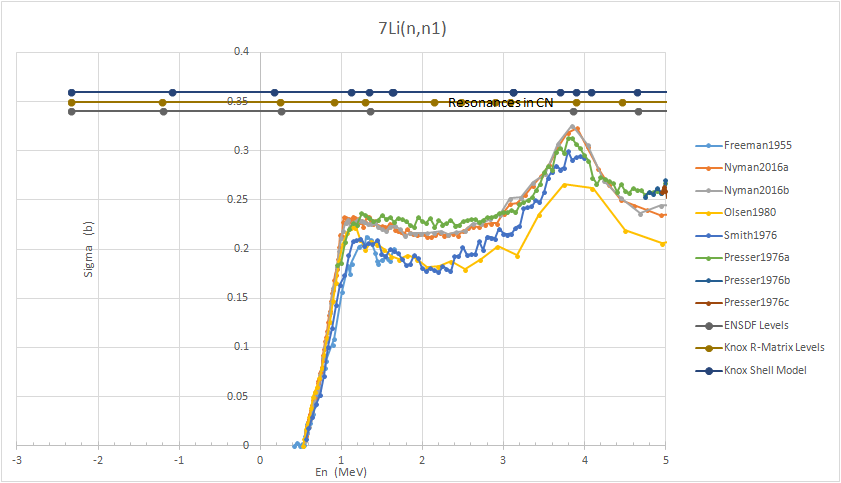 7Li(n,n1)
0.4
0.35
0.3
0.25
0.2
0.15
0.1
0.05
0
Resonances in CN
Sigma (b)
-3 -2 -1 0 1 2 3 4 5
En (MeV)
Freeman1955
Nyman2016a
Nyman2016b
Olsen1980
Smith1976
Presser1976a
Presser1976b
Presser1976c
ENSDF Levels
Knox R-Matrix Levels
Knox Shell Model